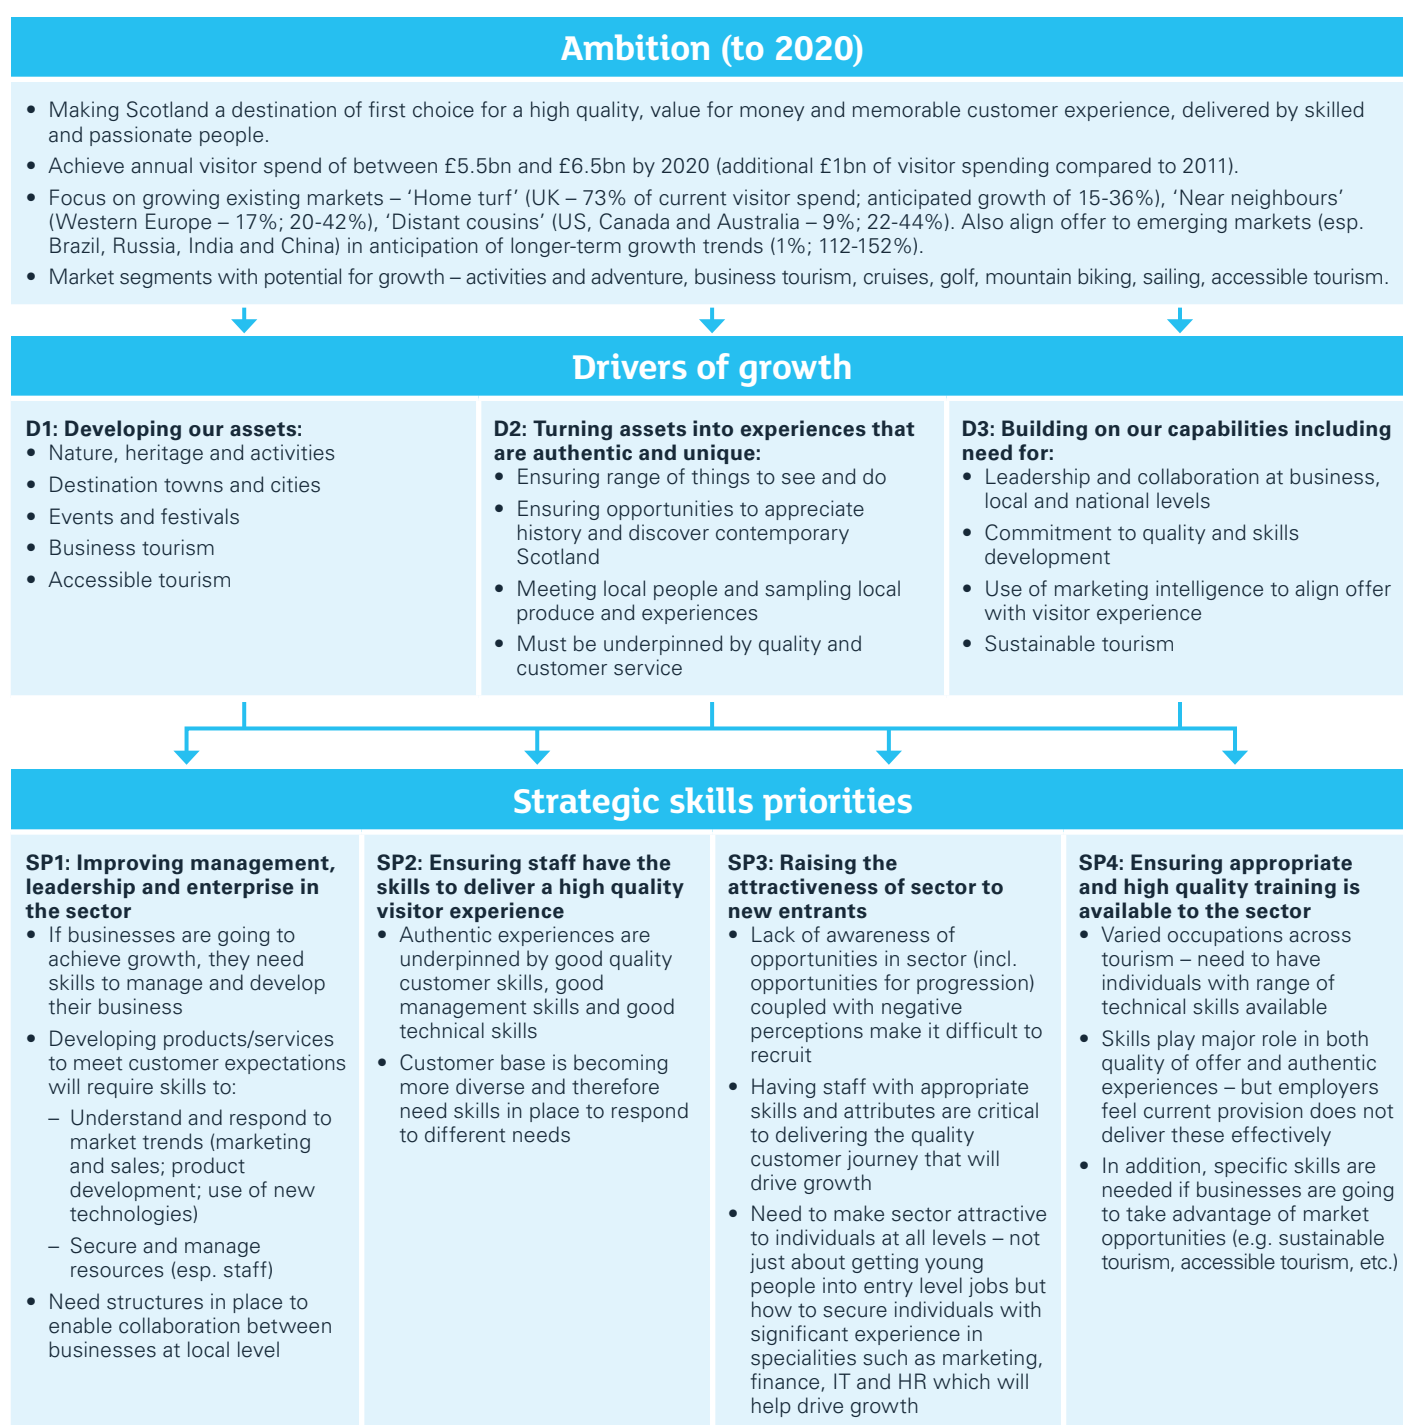 Ambition (to 2020)
• Making Scotland a destination of first choice for a high quality, value for money and memorable customer experience, delivered by skilled
and passionate people.
• Achieve annual visitor spend of between £5.5bn and £6.5bn by 2020 (additional £1bn of visitor spending compared to 2011).
• Focus on growing existing markets – ‘Home turf’ (UK – 73% of current visitor spend; anticipated growth of 15-36%), ‘Near neighbours’
(Western Europe – 17%; 20-42%), ‘Distant cousins’ (US, Canada and Australia – 9%; 22-44%). Also align offer to emerging markets (esp.
Brazil, Russia, India and China) in anticipation of longer-term growth trends (1%; 112-152%).
• Market segments with potential for growth – activities and adventure, business tourism, cruises, golf, mountain biking, sailing, accessible tourism.
Drivers of growth
D1: Developing our assets:
• Nature, heritage and activities
• Destination towns and cities
• Events and festivals
• Business tourism
• Accessible tourism
D2: Turning assets into experiences that
are authentic and unique:
• Ensuring range of things to see and do
• Ensuring opportunities to appreciate
history and discover contemporary
Scotland
• Meeting local people and sampling local
produce and experiences
• Must be underpinned by quality and
customer service
D3: Building on our capabilities including
need for:
• Leadership and collaboration at business,
local and national levels
• Commitment to quality and skills
development
• Use of marketing intelligence to align offer
with visitor experience
• Sustainable tourism
Strategic skills priorities
SP1: Improving management,
leadership and enterprise in
the sector
• If businesses are going to
achieve growth, they need
skills to manage and develop
their business
• Developing products/services
to meet customer expectations
will require skills to:
– Understand and respond to
market trends (marketing
and sales; product
development; use of new
technologies)
– Secure and manage
resources (esp. staff)
• Need structures in place to
enable collaboration between
businesses at local level
SP2: Ensuring staff have the
skills to deliver a high quality
visitor experience
• Authentic experiences are
underpinned by good quality
customer skills, good
management skills and good
technical skills
• Customer base is becoming
more diverse and therefore
need skills in place to respond
to different needs
SP3: Raising the
attractiveness of sector to
new entrants
• Lack of awareness of
opportunities in sector (incl.
opportunities for progression)
coupled with negative
perceptions make it difficult to
recruit
• Having staff with appropriate
skills and attributes are critical
to delivering the quality
customer journey that will
drive growth
• Need to make sector attractive
to individuals at all levels – not
just about getting young
people into entry level jobs but
how to secure individuals with
significant experience in
specialities such as marketing,
finance, IT and HR which will
help drive growth
SP4: Ensuring appropriate
and high quality training is
available to the sector
• Varied occupations across
tourism – need to have
individuals with range of
technical skills available
• Skills play major role in both
quality of offer and authentic
experiences – but employers
feel current provision does not
deliver these effectively
• In addition, specific skills are
needed if businesses are going
to take advantage of market
opportunities (e.g. sustainable
tourism, accessible tourism, etc.)